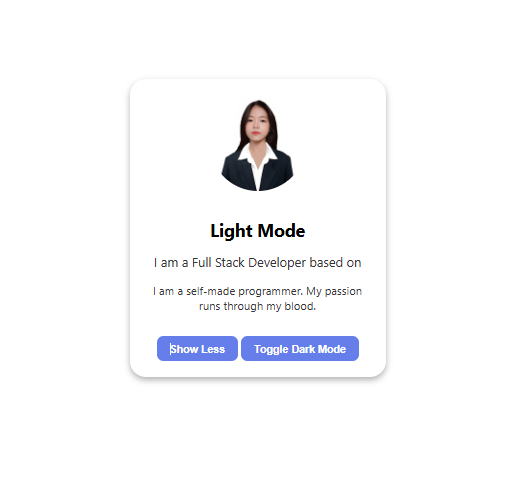 Light Mode
I am a Full Stack Developer based on
I am a self-made programmer. My passion
runs through my blood.
Show Less
Toggle Dark Mode